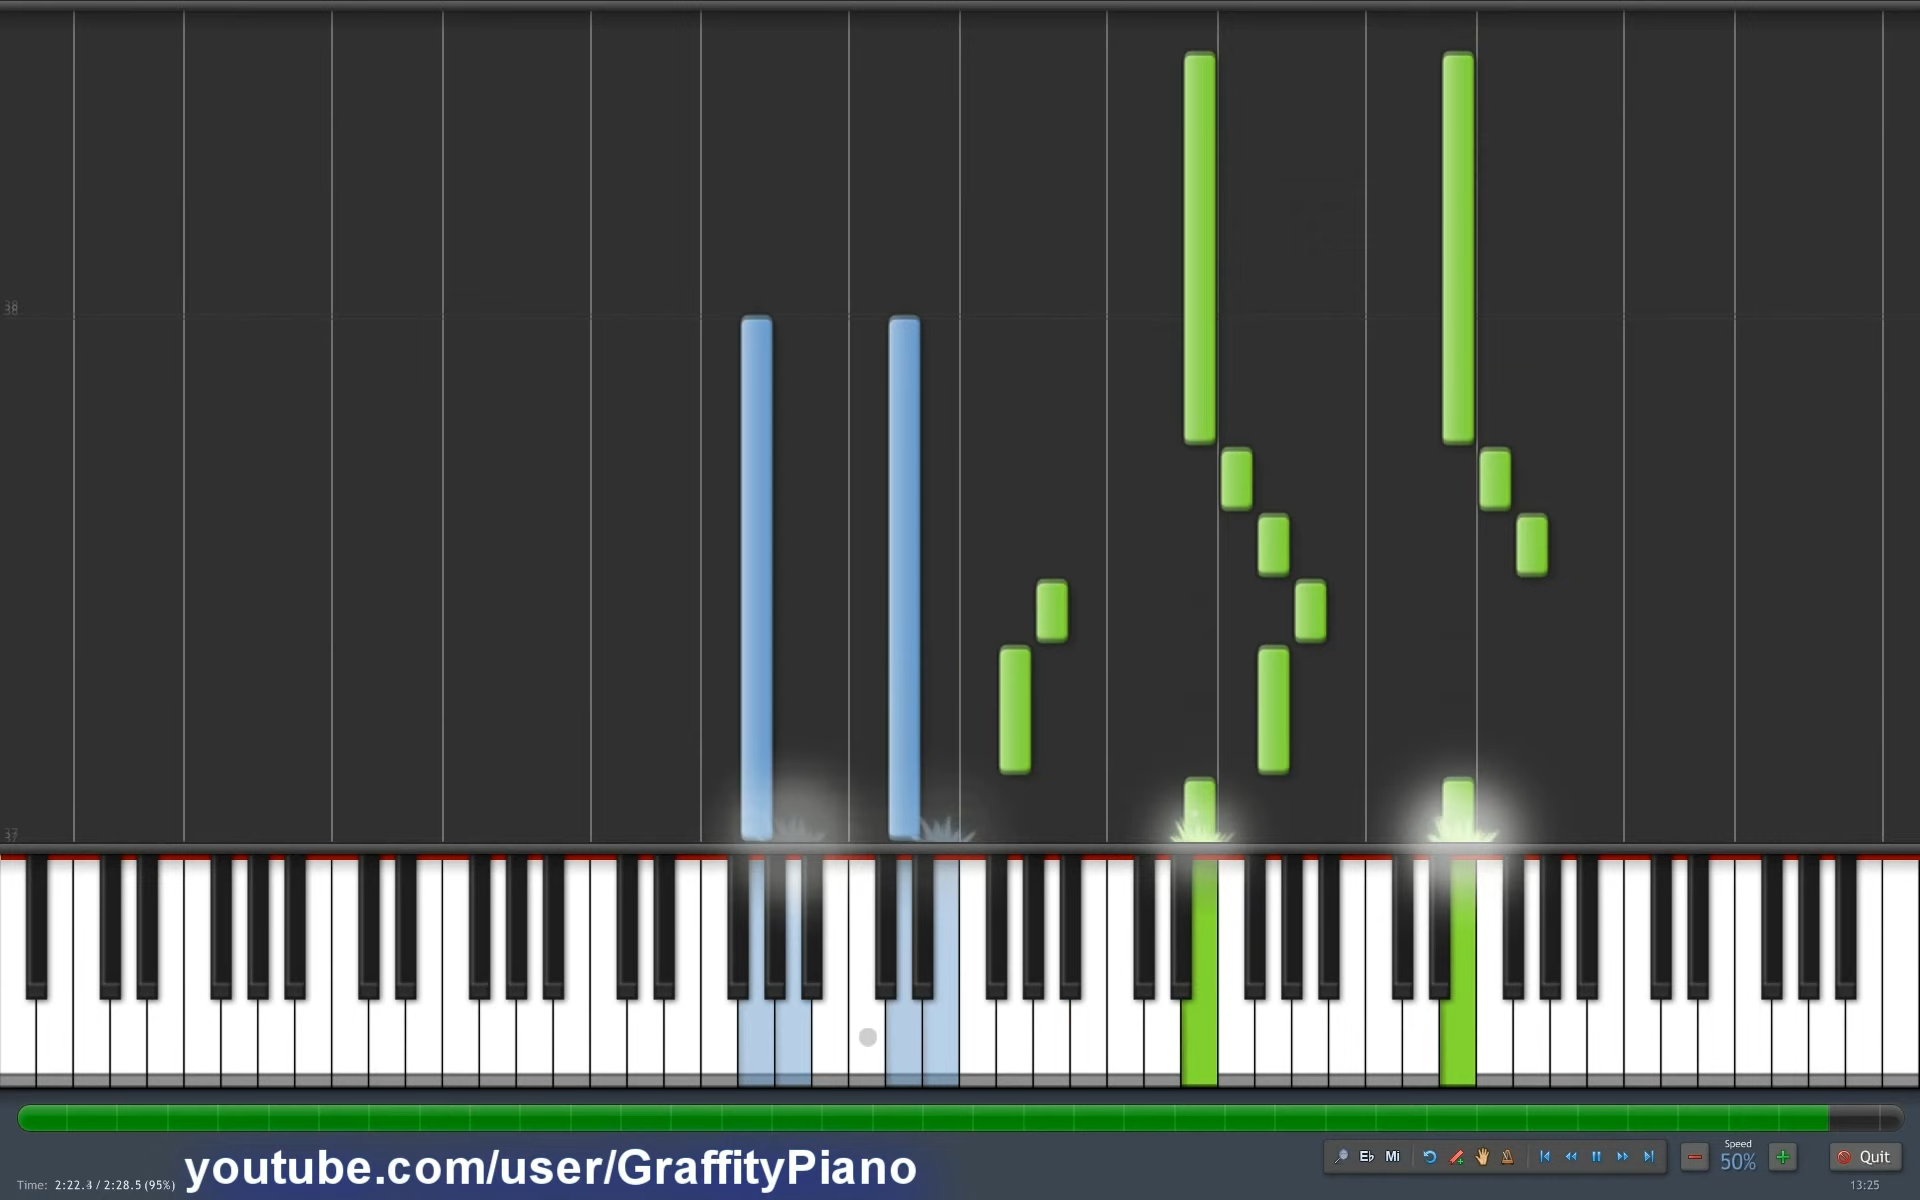 38
37
Speed
Eb Mi
50%
Quit
youtube.com/user/GraffityPiano
Time: 2:22.3 / 2:28.5 (95%)
13:25